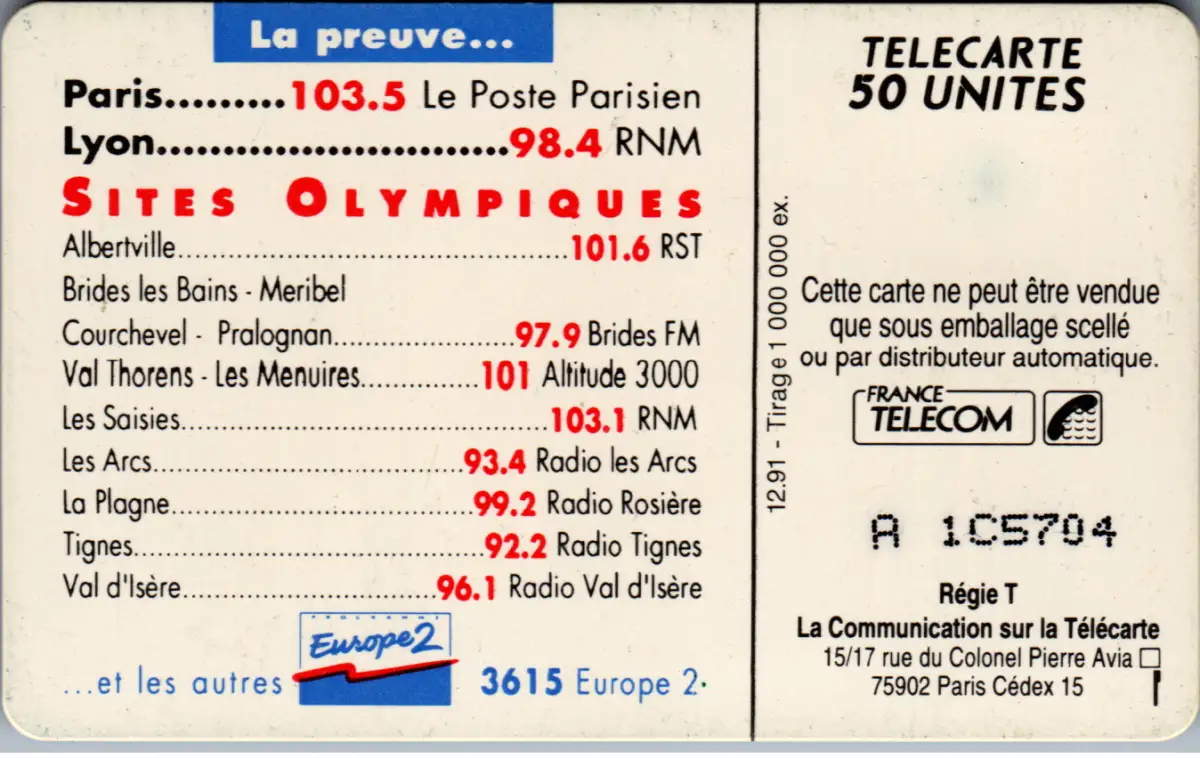 La preuve...
Paris.........103.5 Le Poste Parisien
Lyon...........................98.4 RNM
SITES OLYMPIQUES
Albertville..............................................101.6 RST
Brides les Bains - Meribel
Courchevel - Pralognan.....................97.9 Brides FM
Val Thorens - Les Menuires..............101 Altitude 3000
Les Saisies...........................................103.1 RNM
Les Arcs....................................93.4 Radio les Arcs
La Plagne...................................99.2 Radio Rosière
Tignes.........................................92.2 Radio Tignes
Val d'Isère..............................96.1 Radio Val d'Isère
PROGRAMME
Europe2
...et les autres
3615 Europe 2.
12.91 - Tirage 1 000 000 ex.
TELECARTE
50 UNITES
Cette carte ne peut être vendue
que sous emballage scellé
ou par distributeur automatique.
FRANCE
TELECOM
A 1C5704
Régie T
La Communication sur la Télécarte
15/17 rue du Colonel Pierre Avia
75902 Paris Cédex 15